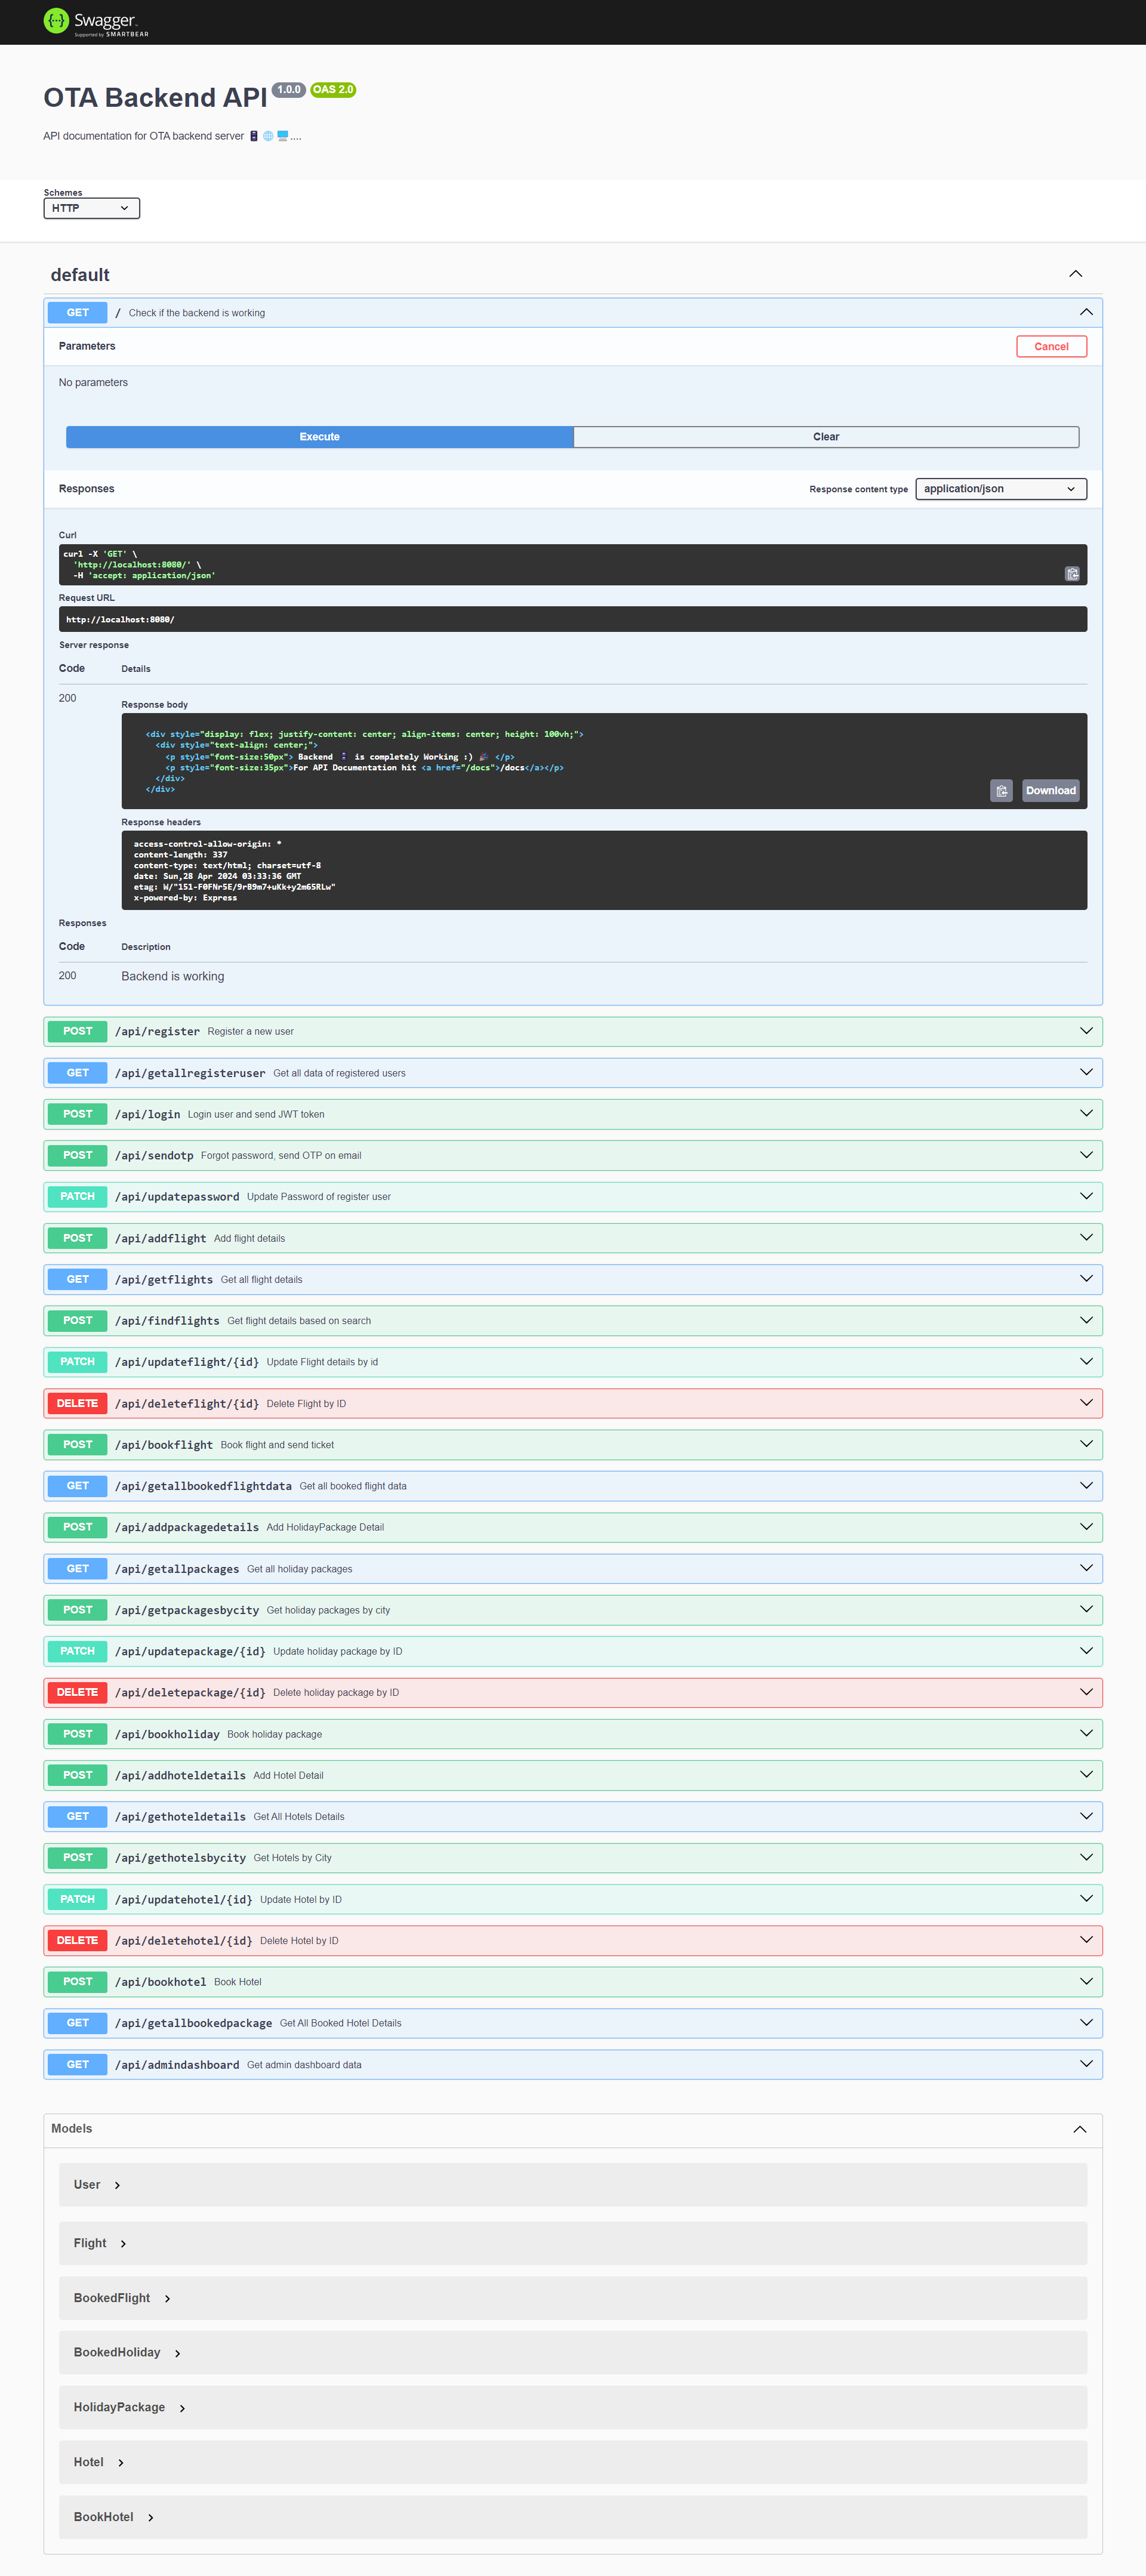 Swagger
Supported by SMARTBEAR
OTA Backend API 1.0.0 OAS 2.0
API documentation for OTA backend server 🖥 🌐 💻....
Schemes
HTTP
default
GET / Check if the backend is working
Parameters Cancel
No parameters
Execute Clear
Responses Response content type application/json
Curl
curl -X 'GET' \
'http://localhost:8080/' \
-H 'accept: application/json'
Request URL
http://localhost:8080/
Server response
Code Details
200
Response body
<div style="display: flex; justify-content: center; align-items: center; height: 100vh;">
<div style="text-align: center;">
<p style="font-size:50px"> Backend is completely Working :) 🎉 </p>
<p style="font-size:35px">For API Documentation hit <a href="/docs">/docs</a></p>
</div>
</div>
Download
Response headers
access-control-allow-origin: *
content-length: 337
content-type: text/html; charset=utf-8
date: Sun,28 Apr 2024 03:33:36 GMT
etag: W/"151-F0FNr5E/9rB9m7+uKk+y2m65RLw"
x-powered-by: Express
Responses
Code Description
200 Backend is working
POST /api/register Register a new user
GET /api/getallregisteruser Get all data of registered users
POST /api/login Login user and send JWT token
POST /api/sendotp Forgot password, send OTP on email
PATCH /api/updatepassword Update Password of register user
POST /api/addflight Add flight details
GET /api/getflights Get all flight details
POST /api/findflights Get flight details based on search
PATCH /api/updateflight/{id} Update Flight details by id
DELETE /api/deleteflight/{id} Delete Flight by ID
POST /api/bookflight Book flight and send ticket
GET /api/getallbookedflightdata Get all booked flight data
POST /api/addpackagedetails Add HolidayPackage Detail
GET /api/getallpackages Get all holiday packages
POST /api/getpackagesbycity Get holiday packages by city
PATCH /api/updatepackage/{id} Update holiday package by ID
DELETE /api/deletepackage/{id} Delete holiday package by ID
POST /api/bookholiday Book holiday package
POST /api/addhoteldetails Add Hotel Detail
GET /api/gethoteldetails Get All Hotels Details
POST /api/gethotelsbycity Get Hotels by City
PATCH /api/updatehotel/{id} Update Hotel by ID
DELETE /api/deletehotel/{id} Delete Hotel by ID
POST /api/bookhotel Book Hotel
GET /api/getallbookedpackage Get All Booked Hotel Details
GET /api/admindashboard Get admin dashboard data
Models
User
Flight
BookedFlight
BookedHoliday
HolidayPackage
Hotel
BookHotel